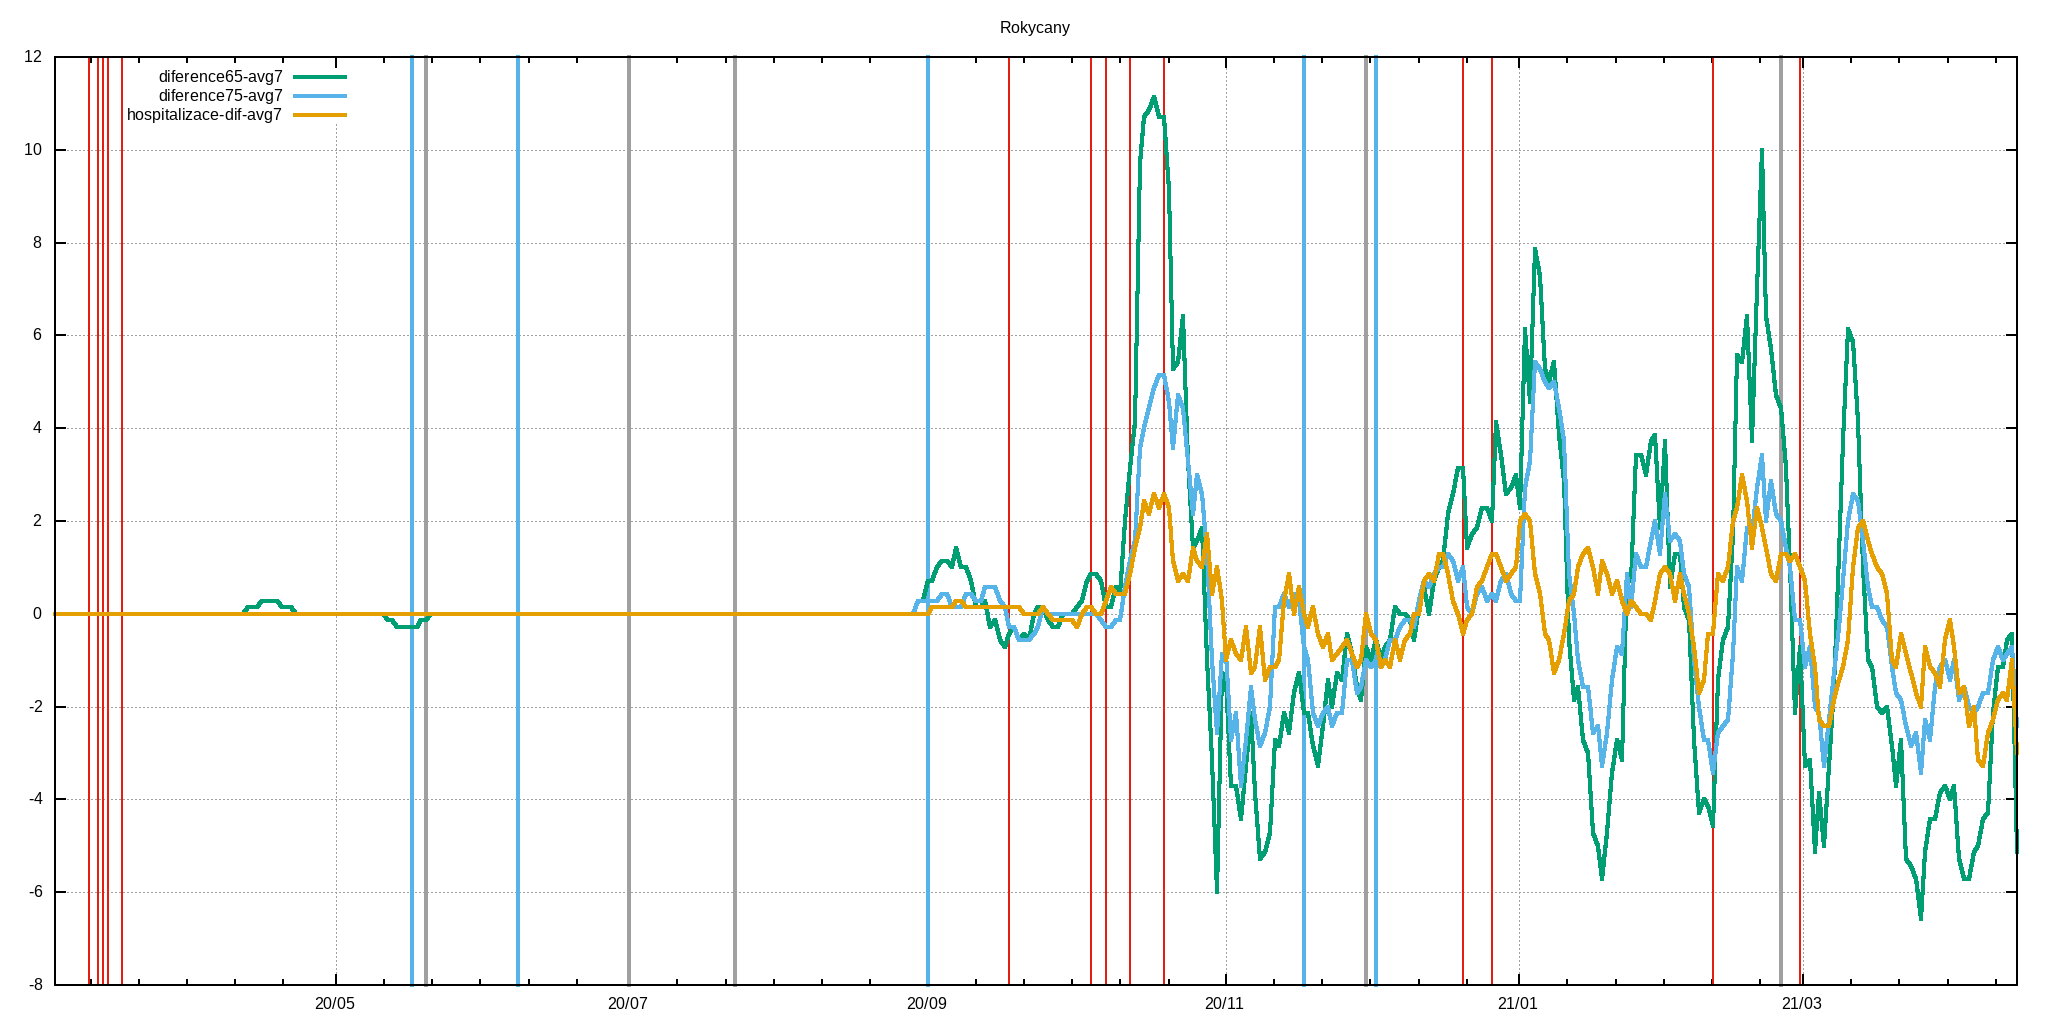 Rokycany
12
diference65-avg7
diference75-avg7
hospitalizace-dif-avg7
10
8
6
4
2
0
-2
-4
-6
-8
20/05 20/07 20/09 20/11 21/01 21/03